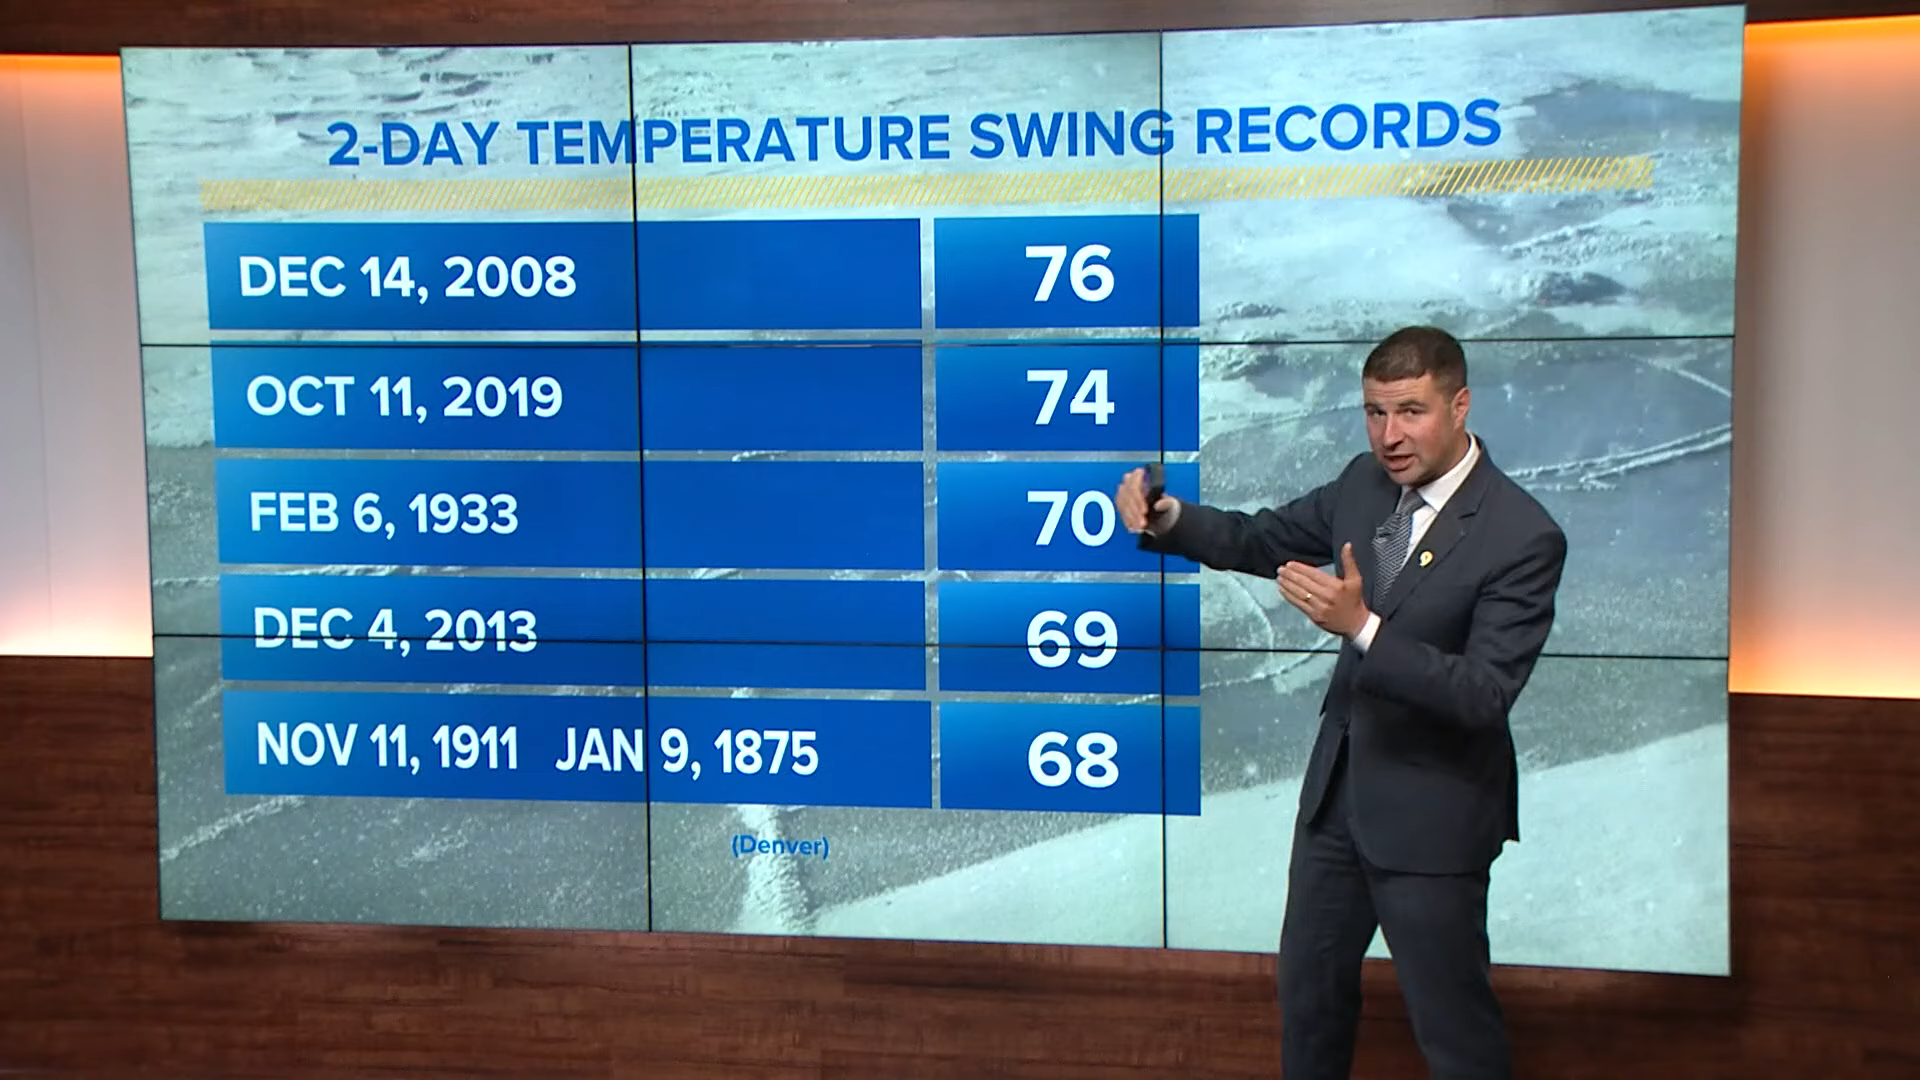 2-DAY TEMPERATURE SWING RECORDS
DEC 14, 2008 76
OCT 11, 2019 74
FEB 6, 1933 70
DEC 4, 2013 69
NOV 11, 1911 JAN 9, 1875 68
(Denver)
9